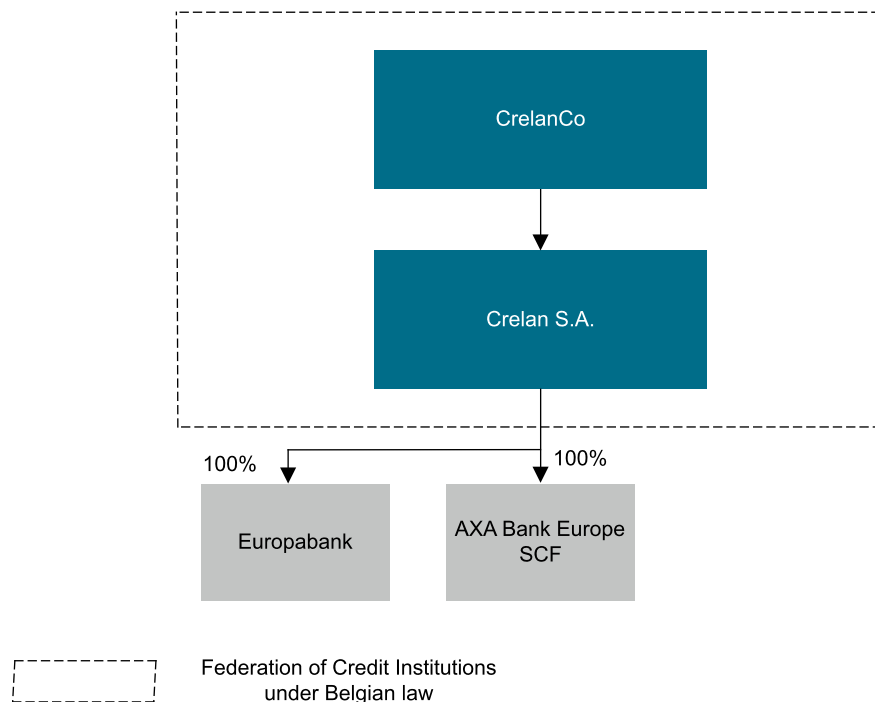 CrelanCo
Crelan S.A.
100%
100%
Europabank
AXA Bank Europe
SCF
Federation of Credit Institutions
under Belgian law